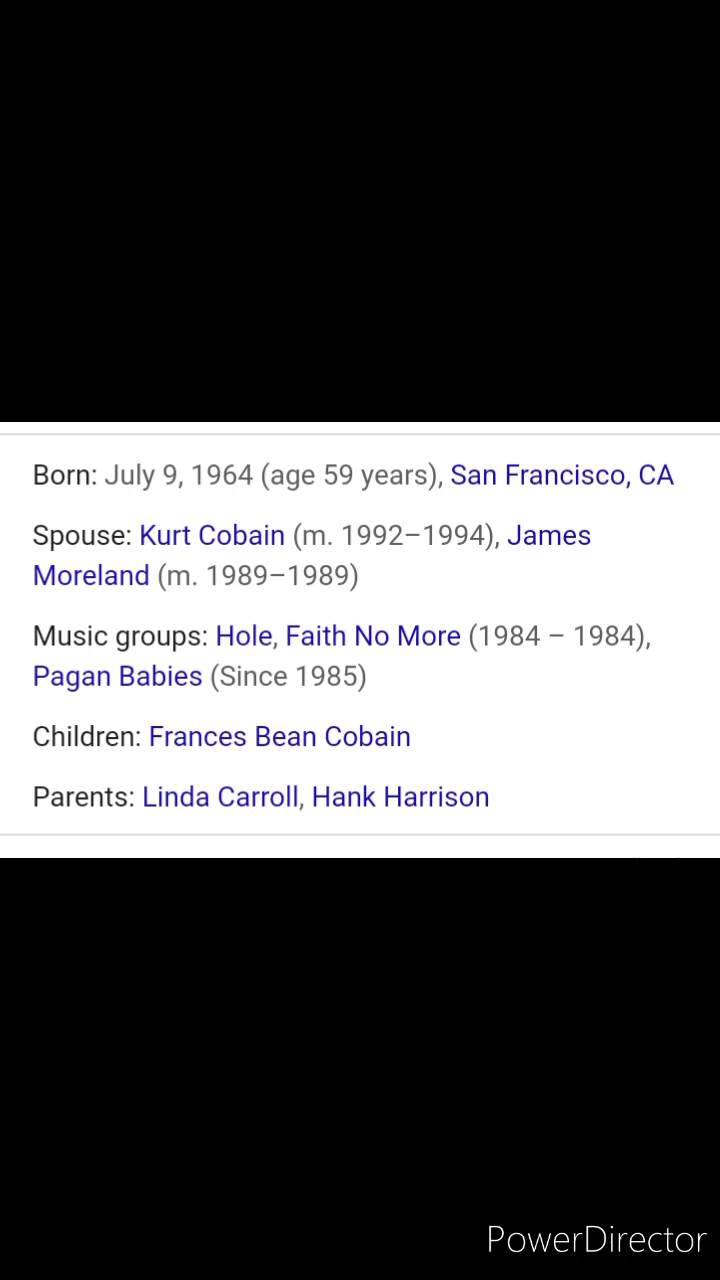 Born: July 9, 1964 (age 59 years), San Francisco, CA
Spouse: Kurt Cobain (m. 1992–1994), James
Moreland (m. 1989–1989)
Music groups: Hole, Faith No More (1984 – 1984),
Pagan Babies (Since 1985)
Children: Frances Bean Cobain
Parents: Linda Carroll, Hank Harrison
PowerDirector